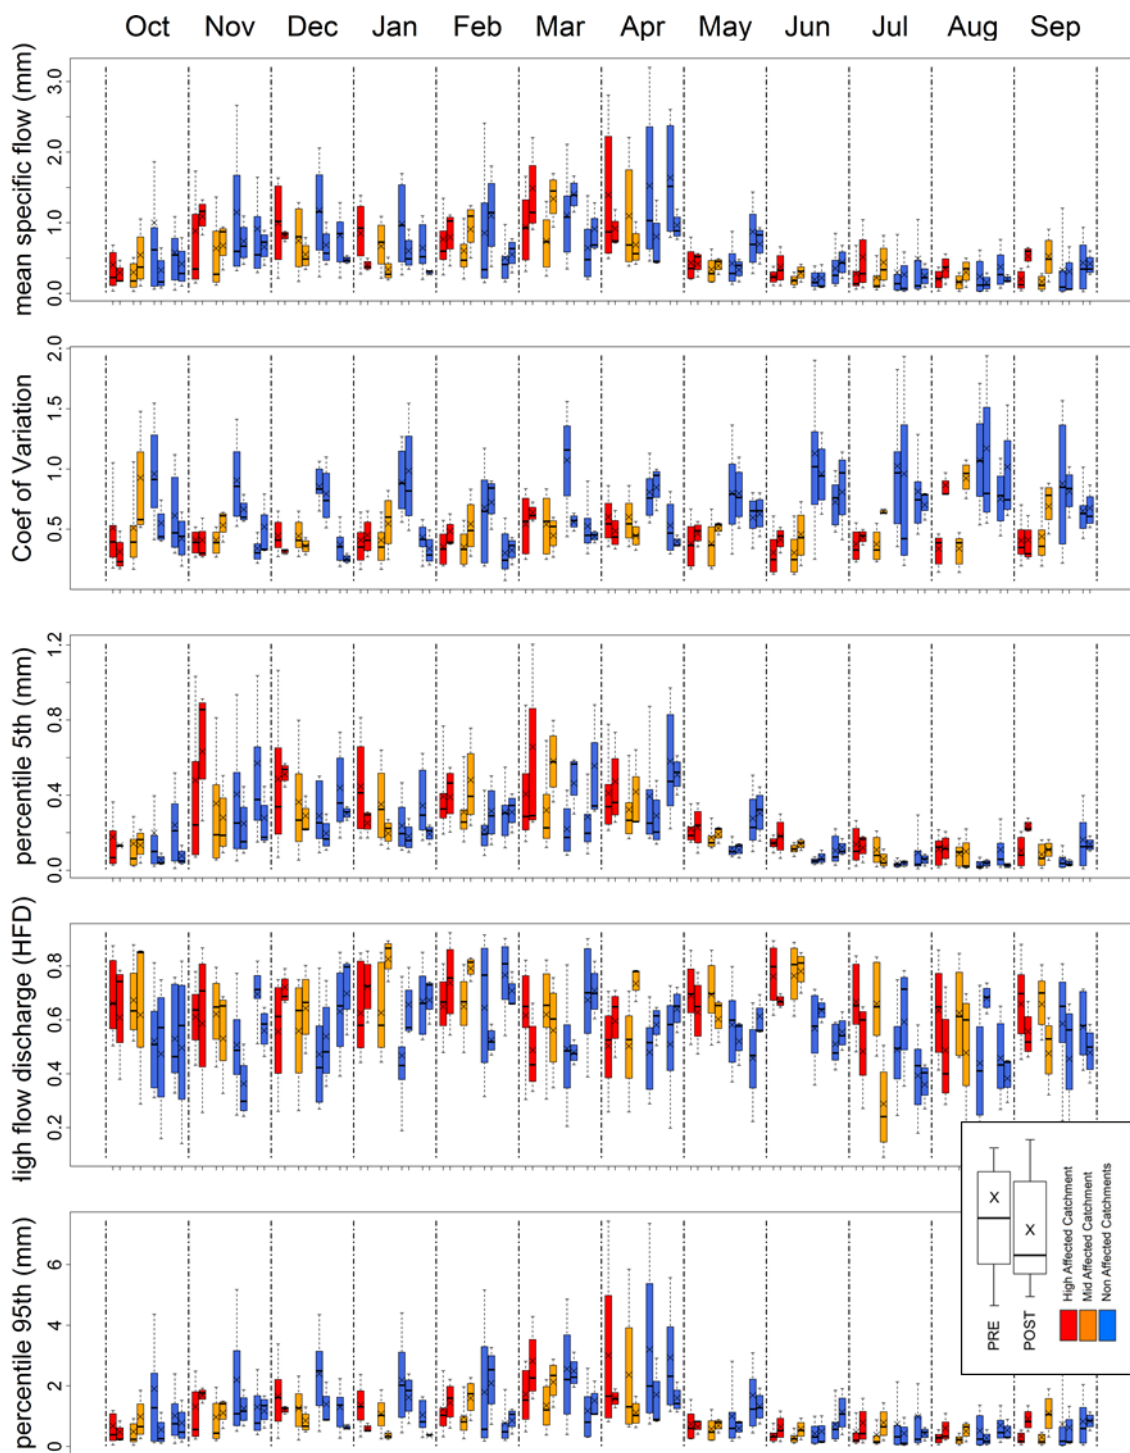 Oct Nov Dec Jan Feb Mar Apr May Jun Jul Aug Sep
mean specific flow (mm)
0.0 1.0 2.0 3.0
Coef of Variation
0.5 1.0 1.5 2.0
percentile 5th (mm)
0.0 0.4 0.8 1.2
High flow discharge (HFD)
0.2 0.4 0.6 0.8
percentile 95th (mm)
0 2 4 6
PRE
POST
High Affected Catchment
Mid Affected Catchment
Non Affected Catchments